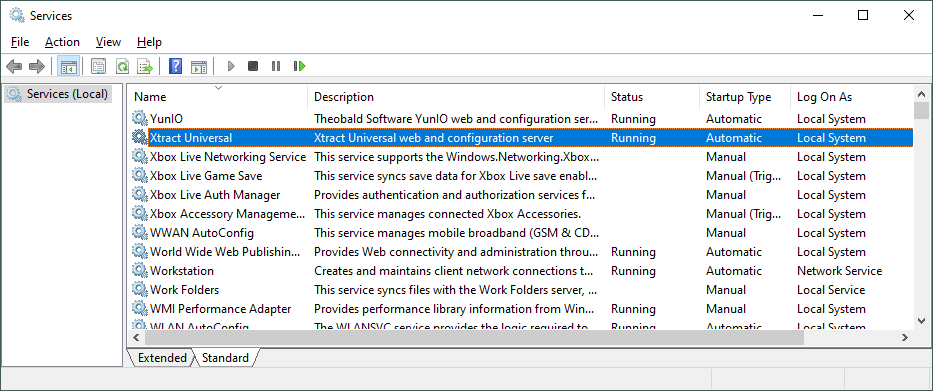 Services
File Action View Help
Services (Local)
Name Description Status Startup Type Log On As
YunIO Theobald Software YunIO web and configuration ser... Running Automatic Local System
Xtract Universal Xtract Universal web and configuration server Running Automatic Local System
Xbox Live Networking Service This service supports the Windows.Networking.Xbox... Manual Local System
Xbox Live Game Save This service syncs save data for Xbox Live save enabl... Manual (Trig... Local System
Xbox Live Auth Manager Provides authentication and authorization services f... Manual Local System
Xbox Accessory Manageme... This service manages connected Xbox Accessories. Manual (Trig... Local System
WWAN AutoConfig This service manages mobile broadband (GSM & CD... Manual Local System
World Wide Web Publishin... Provides Web connectivity and administration throu... Running Automatic Local System
Workstation Creates and maintains client network connections t... Running Automatic Network Service
Work Folders This service syncs files with the Work Folders server, ... Manual Local Service
WMI Performance Adapter Provides performance library information from Win... Running Manual Local System
WLAN AutoConfig The WLANSVC service provides the logic required to... Running Automatic Local System
Extended Standard